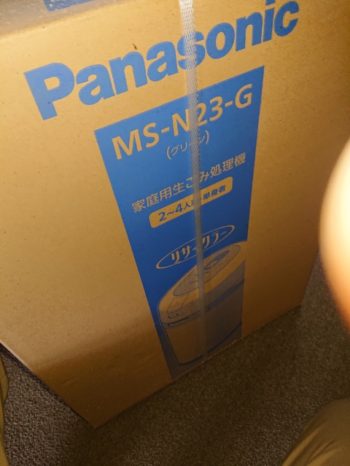 Panasonic
MS-N23-G
(グリーン)
家庭用生ごみ処理機
2~4人
リサイクラー